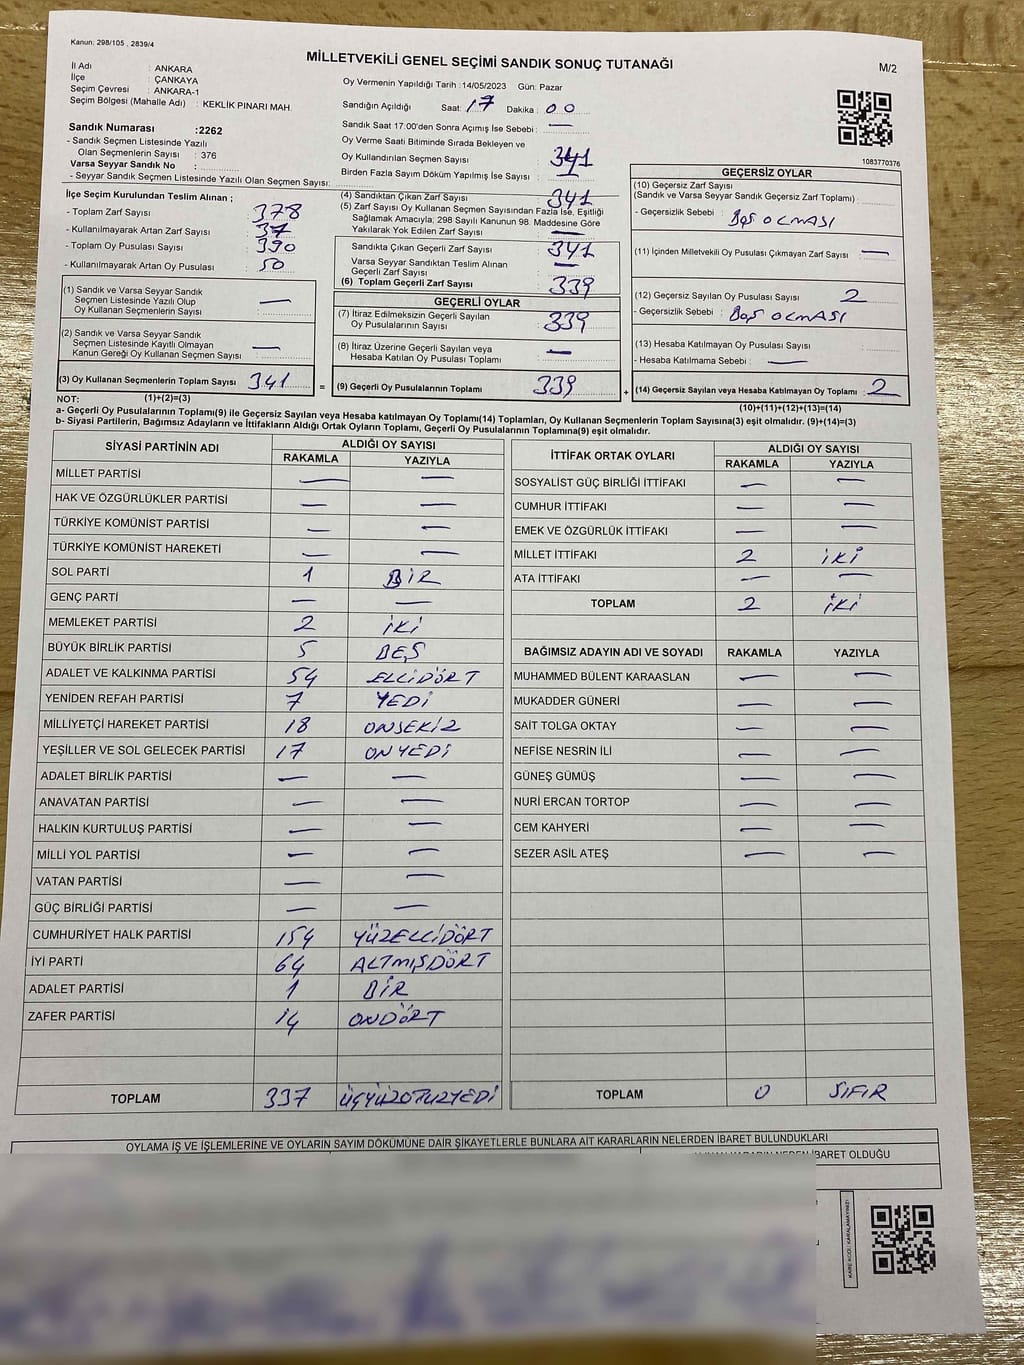 Kanun: 298/105 , 2839/4
MİLLETVEKİLİ GENEL SEÇİMİ SANDIK SONUÇ TUTANAĞI
M/2
İl Adı : ANKARA
İlçe : ÇANKAYA
Seçim Çevresi : ANKARA-1
Seçim Bölgesi (Mahalle Adı) : KEKLİK PINARI MAH.
Sandık Numarası :2262
- Sandık Seçmen Listesinde Yazılı
Olan Seçmenlerin Sayısı : 376
Varsa Seyyar Sandık No :
- Seyyar Sandık Seçmen Listesinde Yazılı Olan Seçmen Sayısı:
İlçe Seçim Kurulundan Teslim Alınan ;
- Toplam Zarf Sayısı : 378
- Kullanılmayarak Artan Zarf Sayısı : 37
- Toplam Oy Pusulası Sayısı : 390
- Kullanılmayarak Artan Oy Pusulası : 50
(1) Sandık ve Varsa Seyyar Sandık
Seçmen Listesinde Yazılı Olup
Oy Kullanan Seçmenlerin Sayısı : —
(2) Sandık ve Varsa Seyyar Sandık
Seçmen Listesinde Kayıtlı Olmayan
Kanun Gereği Oy Kullanan Seçmen Sayısı : —
(3) Oy Kullanan Seçmenlerin Toplam Sayısı : 341 =
Oy Vermenin Yapıldığı Tarih :14/05/2023 Gün: Pazar
Sandığın Açıldığı Saat: 17 Dakika : 00
Sandık Saat 17:00'den Sonra Açımış İse Sebebi : —
Oy Verme Saati Bitiminde Sırada Bekleyen ve
Oy Kullandırılan Seçmen Sayısı : 341
Birden Fazla Sayım Döküm Yapılmış İse Sayısı : —
(4) Sandıktan Çıkan Zarf Sayısı : 341
(5) Zarf Sayısı Oy Kullanan Seçmen Sayısından Fazla İse, Eşitliği
Sağlamak Amacıyla; 298 Sayılı Kanunun 98. Maddesine Göre
Yakılarak Yok Edilen Zarf Sayısı : —
Sandıkta Çıkan Geçerli Zarf Sayısı : 341
Varsa Seyyar Sandıktan Teslim Alınan
Geçerli Zarf Sayısı : —
(6) Toplam Geçerli Zarf Sayısı : 339
GEÇERLİ OYLAR
(7) İtiraz Edilmeksizin Geçerli Sayılan
Oy Pusulalarının Sayısı : 339
(8) İtiraz Üzerine Geçerli Sayılan veya
Hesaba Katılan Oy Pusulası Toplamı : —
(9) Geçerli Oy Pusulalarının Toplamı : 339 +
1083770376
GEÇERSİZ OYLAR
(10) Geçersiz Zarf Sayısı
(Sandık ve Varsa Seyyar Sandık Geçersiz Zarf Toplamı) :
- Geçersizlik Sebebi : BOŞ OLMASI
(11) İçinden Milletvekili Oy Pusulası Çıkmayan Zarf Sayısı : —
(12) Geçersiz Sayılan Oy Pusulası Sayısı : 2
- Geçersizlik Sebebi : BOŞ OLMASI
(13) Hesaba Katılmayan Oy Pusulası Sayısı :
- Hesaba Katılmama Sebebi : —
(14) Geçersiz Sayılan veya Hesaba Katılmayan Oy Toplamı : 2
NOT: (1)+(2)=(3)
(10)+(11)+(12)+(13)=(14)
a- Geçerli Oy Pusulalarının Toplamı(9) ile Geçersiz Sayılan veya Hesaba katılmayan Oy Toplamı(14) Toplamları, Oy Kullanan Seçmenlerin Toplam Sayısına(3) eşit olmalıdır. (9)+(14)=(3)
b- Siyasi Partilerin, Bağımsız Adayların ve İttifakların Aldığı Ortak Oyların Toplamı, Geçerli Oy Pusulalarının Toplamına(9) eşit olmalıdır.
SİYASİ PARTİNİN ADI ALDIĞI OY SAYISI
RAKAMLA YAZIYLA
MİLLET PARTİSİ — —
HAK VE ÖZGÜRLÜKLER PARTİSİ — —
TÜRKİYE KOMÜNİST PARTİSİ — —
TÜRKİYE KOMÜNİST HAREKETİ — —
SOL PARTİ 1 BİR
GENÇ PARTİ — —
MEMLEKET PARTİSİ 2 İKİ
BÜYÜK BİRLİK PARTİSİ 5 BEŞ
ADALET VE KALKINMA PARTİSİ 54 ELLİDÖRT
YENİDEN REFAH PARTİSİ 7 YEDİ
MİLLİYETÇİ HAREKET PARTİSİ 18 ONSEKİZ
YEŞİLLER VE SOL GELECEK PARTİSİ 17 ONYEDİ
ADALET BİRLİK PARTİSİ — —
ANAVATAN PARTİSİ — —
HALKIN KURTULUŞ PARTİSİ — —
MİLLİ YOL PARTİSİ — —
VATAN PARTİSİ — —
GÜÇ BİRLİĞİ PARTİSİ — —
CUMHURİYET HALK PARTİSİ 154 YÜZELLİDÖRT
İYİ PARTİ 64 ALTMIŞDÖRT
ADALET PARTİSİ 1 BİR
ZAFER PARTİSİ 14 ONDÖRT
TOPLAM 337 ÜÇYÜZOTUZYEDİ
İTTİFAK ORTAK OYLARI ALDIĞI OY SAYISI
RAKAMLA YAZIYLA
SOSYALİST GÜÇ BİRLİĞİ İTTİFAKI — —
CUMHUR İTTİFAKI — —
EMEK VE ÖZGÜRLÜK İTTİFAKI — —
MİLLET İTTİFAKI 2 İKİ
ATA İTTİFAKI — —
TOPLAM 2 İKİ
BAĞIMSIZ ADAYIN ADI VE SOYADI RAKAMLA YAZIYLA
MUHAMMED BÜLENT KARAASLAN — —
MUKADDER GÜNERİ — —
SAİT TOLGA OKTAY — —
NEFİSE NESRİN İLİ — —
GÜNEŞ GÜMÜŞ — —
NURİ ERCAN TORTOP — —
CEM KAHYERİ — —
SEZER ASİL ATEŞ — —
TOPLAM 0 SIFIR
OYLAMA İŞ VE İŞLEMLERİNE VE OYLARIN SAYIM DÖKÜMÜNE DAİR ŞİKAYETLERLE BUNLARA AİT KARARLARIN NELERDEN İBARET BULUNDUKLARI
İBARET OLDUĞU
KARE KODU KARALAMAYINIZ!